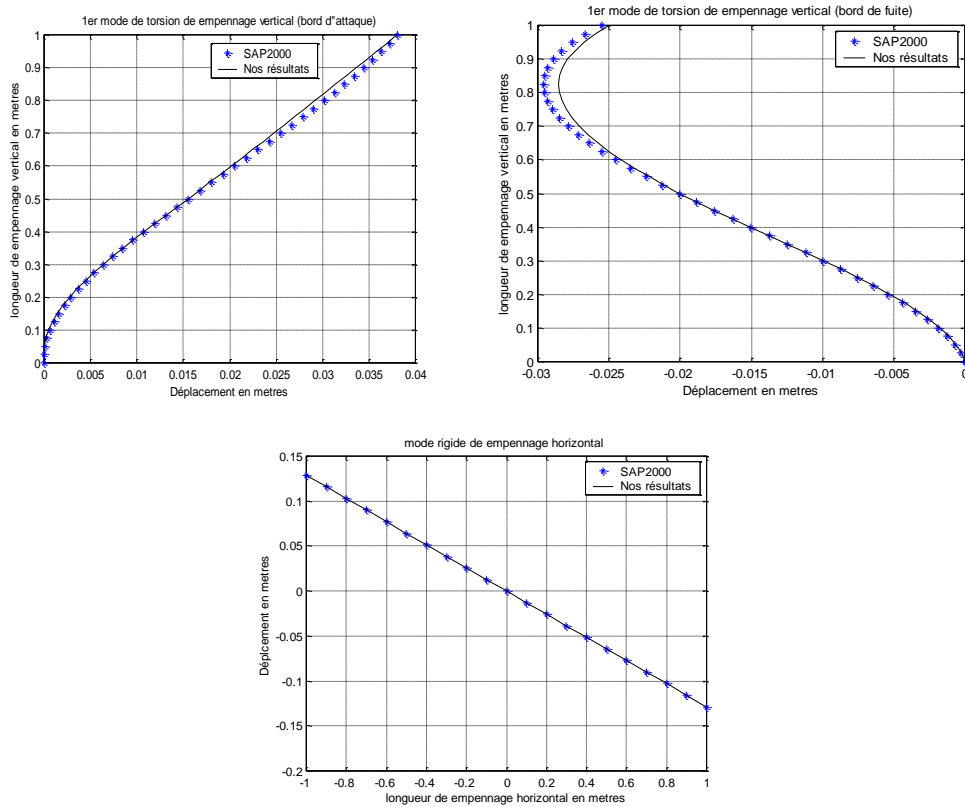 1er mode de torsion de empennage vertical (bord d"attaque)
SAP2000
Nos résultats
longueur de empennage vertical en metres
1
0.9
0.8
0.7
0.6
0.5
0.4
0.3
0.2
0.1
0
0 0.005 0.01 0.015 0.02 0.025 0.03 0.035 0.04
Déplacement en metres
1er mode de torsion de empennage vertical (bord de fuite)
SAP2000
Nos résultats
longueur de empennage vertical en metres
1
0.9
0.8
0.7
0.6
0.5
0.4
0.3
0.2
0.1
0
-0.03 -0.025 -0.02 -0.015 -0.01 -0.005 0
Déplacement en metres
mode rigide de empennage horizontal
SAP2000
Nos résultats
Déplcement en metres
0.15
0.1
0.05
0
-0.05
-0.1
-0.15
-0.2
-1 -0.8 -0.6 -0.4 -0.2 0 0.2 0.4 0.6 0.8 1
longueur de empennage horizontal en metres